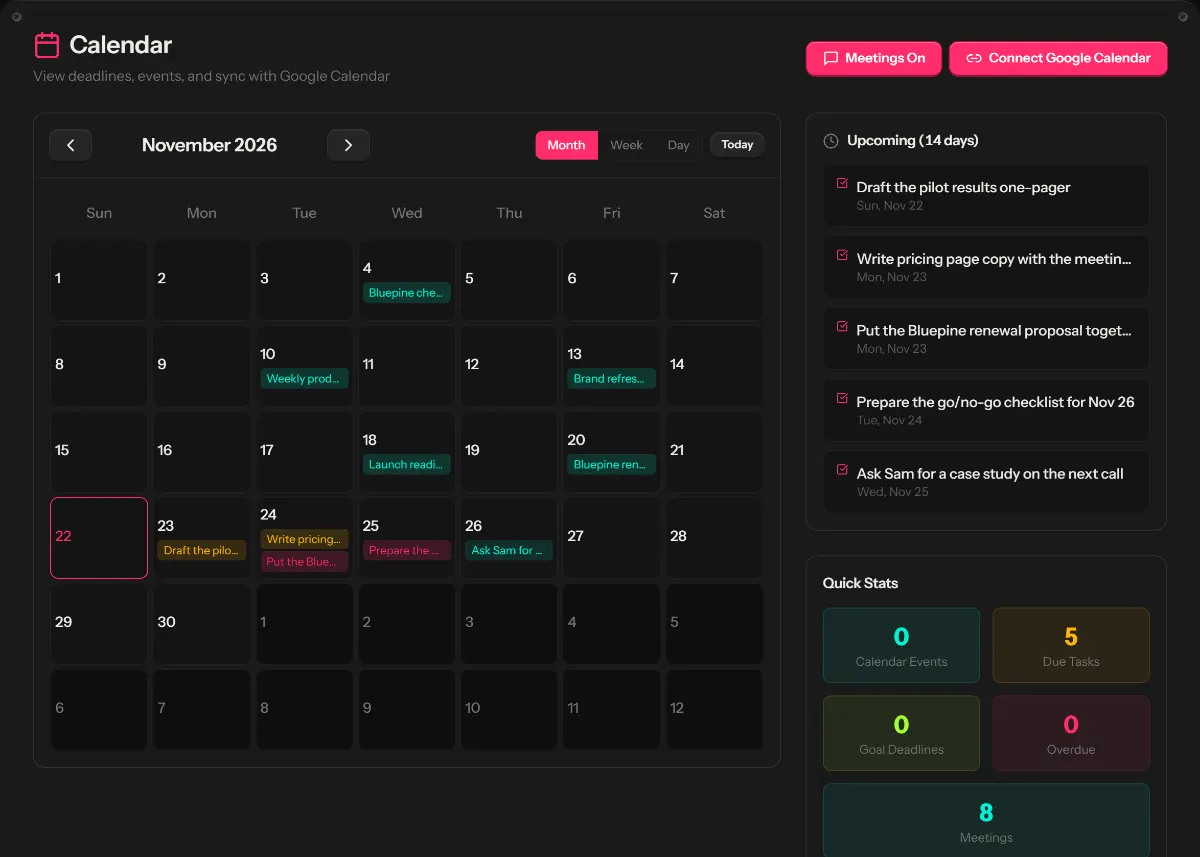 Calendar
View deadlines, events, and sync with Google Calendar
Meetings On
Connect Google Calendar
November 2026
Month Week Day Today
Sun Mon Tue Wed Thu Fri Sat
1 2 3 4 5 6 7
Bluepine che...
8 9 10 11 12 13 14
Weekly prod... Brand refres...
15 16 17 18 19 20 21
Launch readi... Bluepine ren...
22 23 24 25 26 27 28
Draft the pilo... Write pricing... Prepare the ... Ask Sam for ...
Put the Blue...
29 30 1 2 3 4 5
6 7 8 9 10 11 12
Upcoming (14 days)
Draft the pilot results one-pager
Sun, Nov 22
Write pricing page copy with the meetin...
Mon, Nov 23
Put the Bluepine renewal proposal toget...
Mon, Nov 23
Prepare the go/no-go checklist for Nov 26
Tue, Nov 24
Ask Sam for a case study on the next call
Wed, Nov 25
Quick Stats
0
Calendar Events
5
Due Tasks
0
Goal Deadlines
0
Overdue
8
Meetings